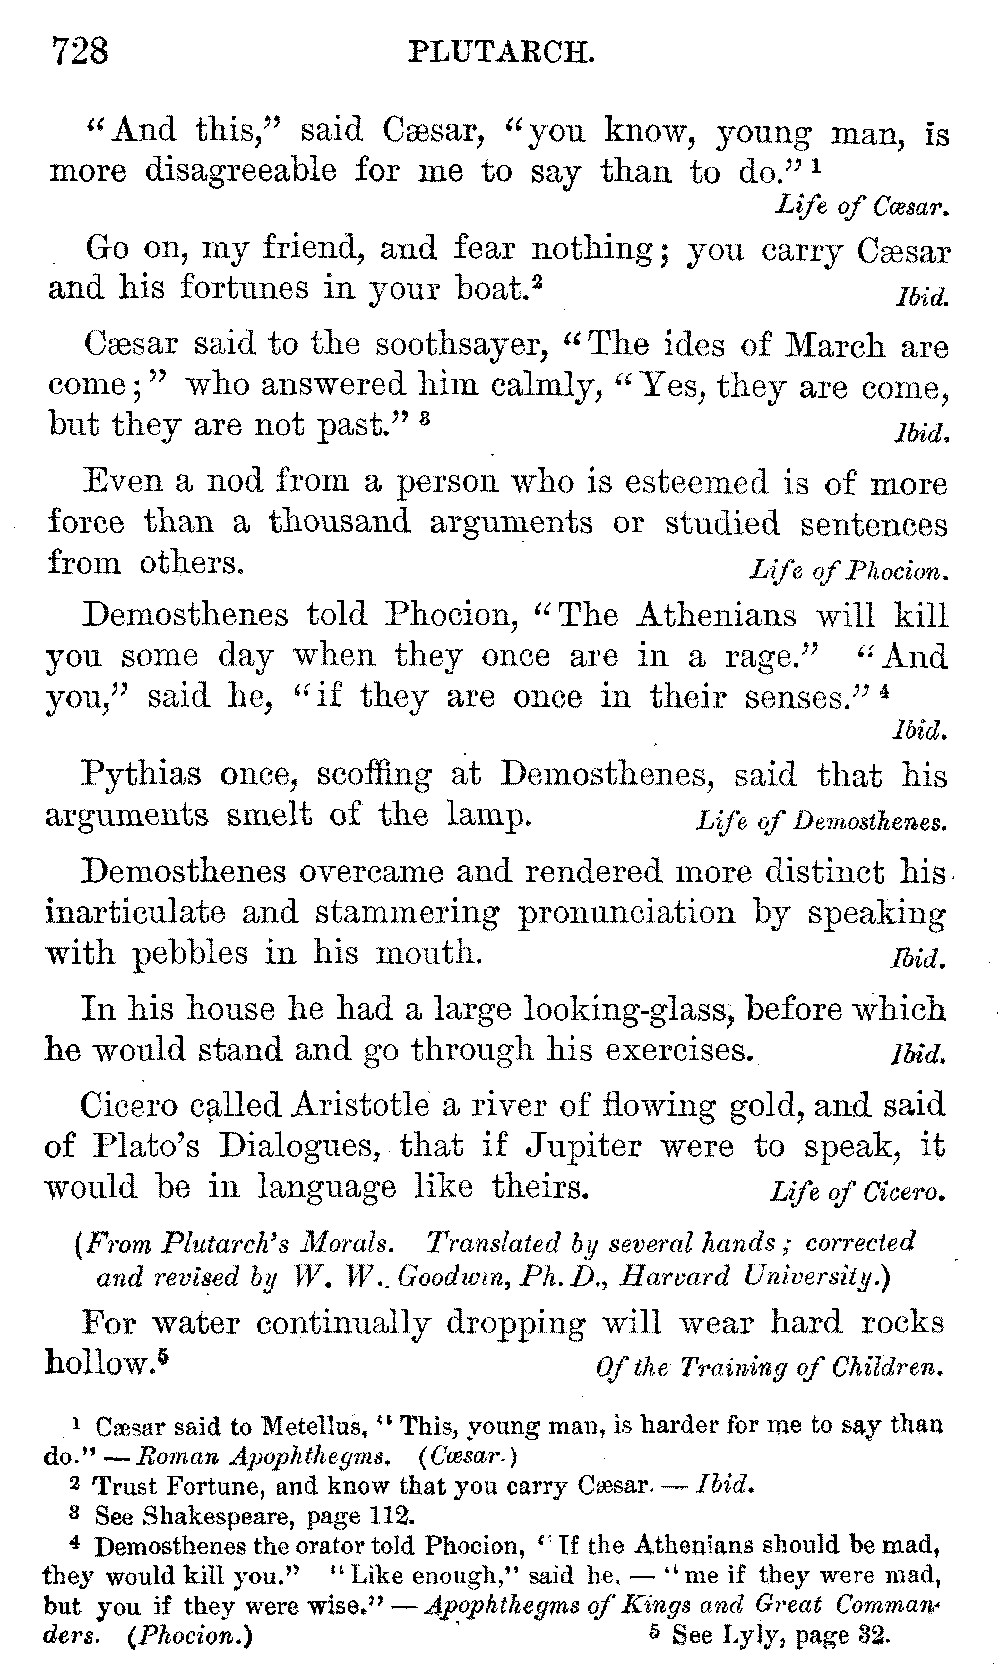 728 PLUTARCH.
“And this,” said Cæsar, “you know, young man, is
more disagreeable for me to say than to do.” ¹
Life of Cæsar.
Go on, my friend, and fear nothing; you carry Cæsar
and his fortunes in your boat.² Ibid.
Cæsar said to the soothsayer, “The ides of March are
come;” who answered him calmly, “Yes, they are come,
but they are not past.” ³ Ibid.
Even a nod from a person who is esteemed is of more
force than a thousand arguments or studied sentences
from others. Life of Phocion.
Demosthenes told Phocion, “The Athenians will kill
you some day when they once are in a rage.” “And
you,” said he, “if they are once in their senses.” ⁴
Ibid.
Pythias once, scoffing at Demosthenes, said that his
arguments smelt of the lamp. Life of Demosthenes.
Demosthenes overcame and rendered more distinct his
inarticulate and stammering pronunciation by speaking
with pebbles in his mouth. Ibid.
In his house he had a large looking-glass, before which
he would stand and go through his exercises. Ibid.
Cicero called Aristotle a river of flowing gold, and said
of Plato’s Dialogues, that if Jupiter were to speak, it
would be in language like theirs. Life of Cicero.
(From Plutarch’s Morals. Translated by several hands; corrected
and revised by W. W. Goodwin, Ph. D., Harvard University.)
For water continually dropping will wear hard rocks
hollow.⁵ Of the Training of Children.
¹ Cæsar said to Metellus, “This, young man, is harder for me to say than
do.” — Roman Apophthegms. (Cæsar.)
² Trust Fortune, and know that you carry Cæsar. — Ibid.
³ See Shakespeare, page 112.
⁴ Demosthenes the orator told Phocion, “If the Athenians should be mad,
they would kill you.” “Like enough,” said he, — “me if they were mad,
but you if they were wise.” — Apophthegms of Kings and Great Comman-
ders. (Phocion.) ⁵ See Lyly, page 32.